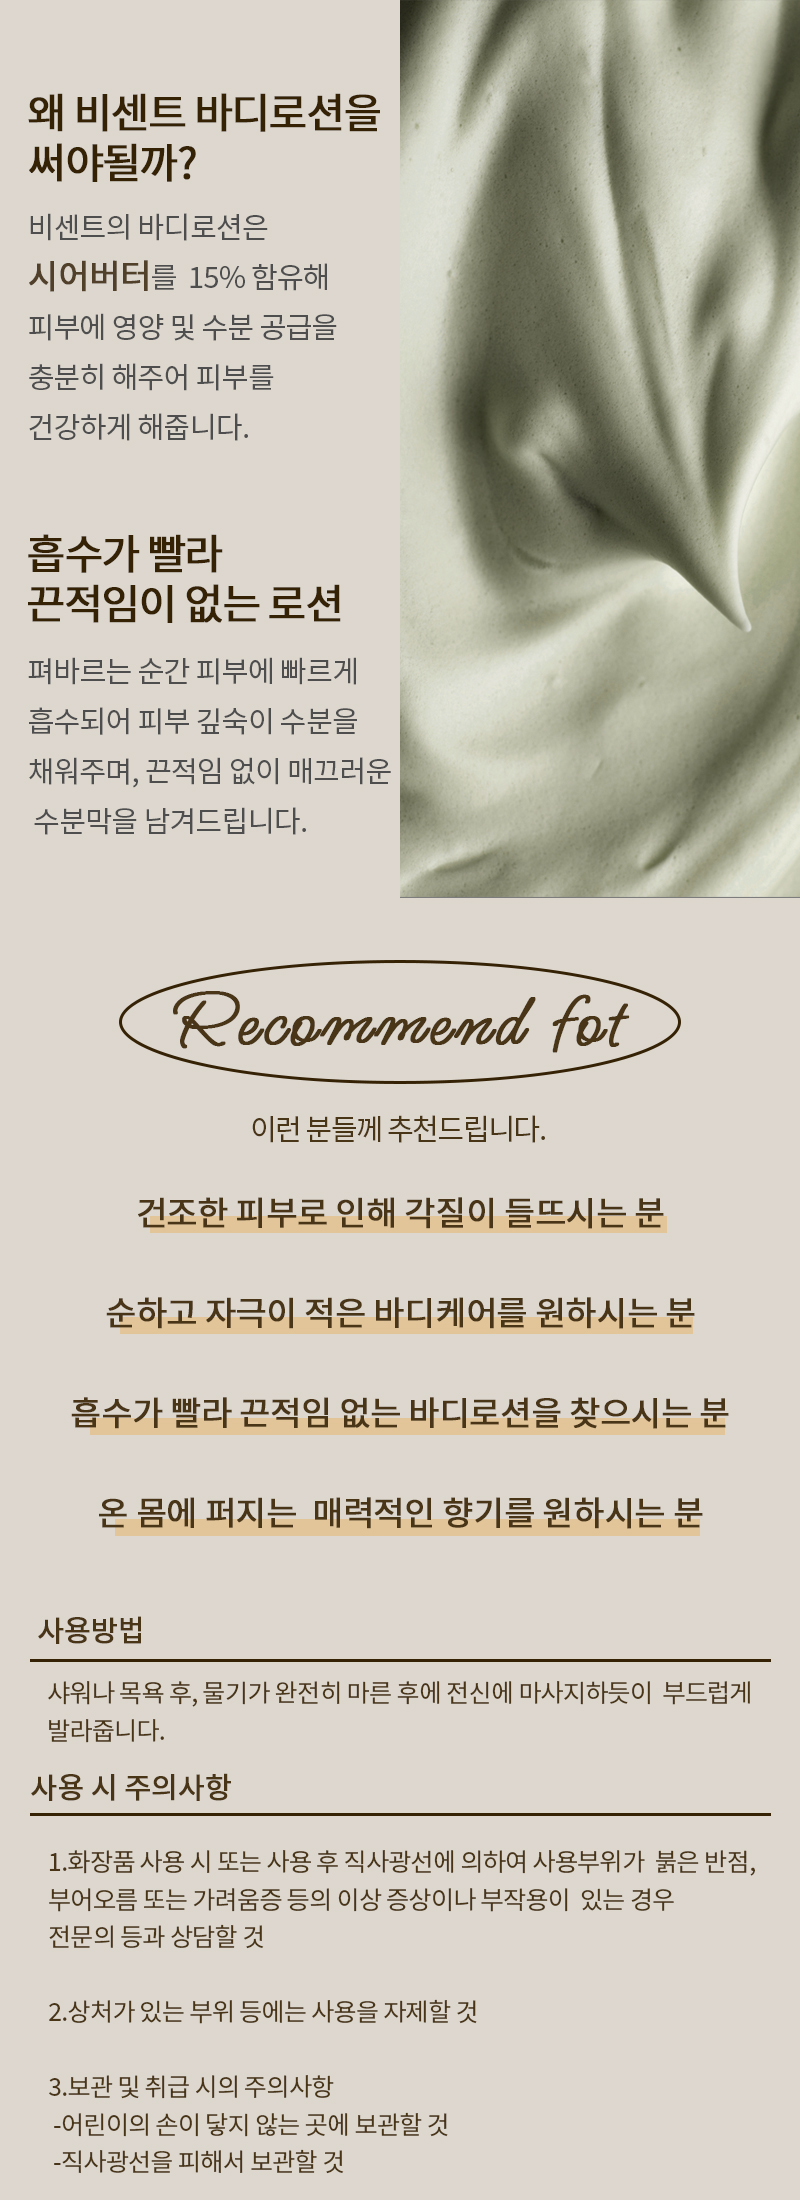 왜 비센트 바디로션을
써야될까?
비센트의 바디로션은
시어버터를 15% 함유해
피부에 영양 및 수분 공급을
충분히 해주어 피부를
건강하게 해줍니다.
흡수가 빨라
끈적임이 없는 로션
펴바르는 순간 피부에 빠르게
흡수되어 피부 깊숙이 수분을
채워주며, 끈적임 없이 매끄러운
수분막을 남겨드립니다.
Recommend fot
이런 분들께 추천드립니다.
건조한 피부로 인해 각질이 들뜨시는 분
순하고 자극이 적은 바디케어를 원하시는 분
흡수가 빨라 끈적임 없는 바디로션을 찾으시는 분
온 몸에 퍼지는 매력적인 향기를 원하시는 분
사용방법
샤워나 목욕 후, 물기가 완전히 마른 후에 전신에 마사지하듯이 부드럽게
발라줍니다.
사용 시 주의사항
1.화장품 사용 시 또는 사용 후 직사광선에 의하여 사용부위가 붉은 반점,
부어오름 또는 가려움증 등의 이상 증상이나 부작용이 있는 경우
전문의 등과 상담할 것
2.상처가 있는 부위 등에는 사용을 자제할 것
3.보관 및 취급 시의 주의사항
-어린이의 손이 닿지 않는 곳에 보관할 것
-직사광선을 피해서 보관할 것